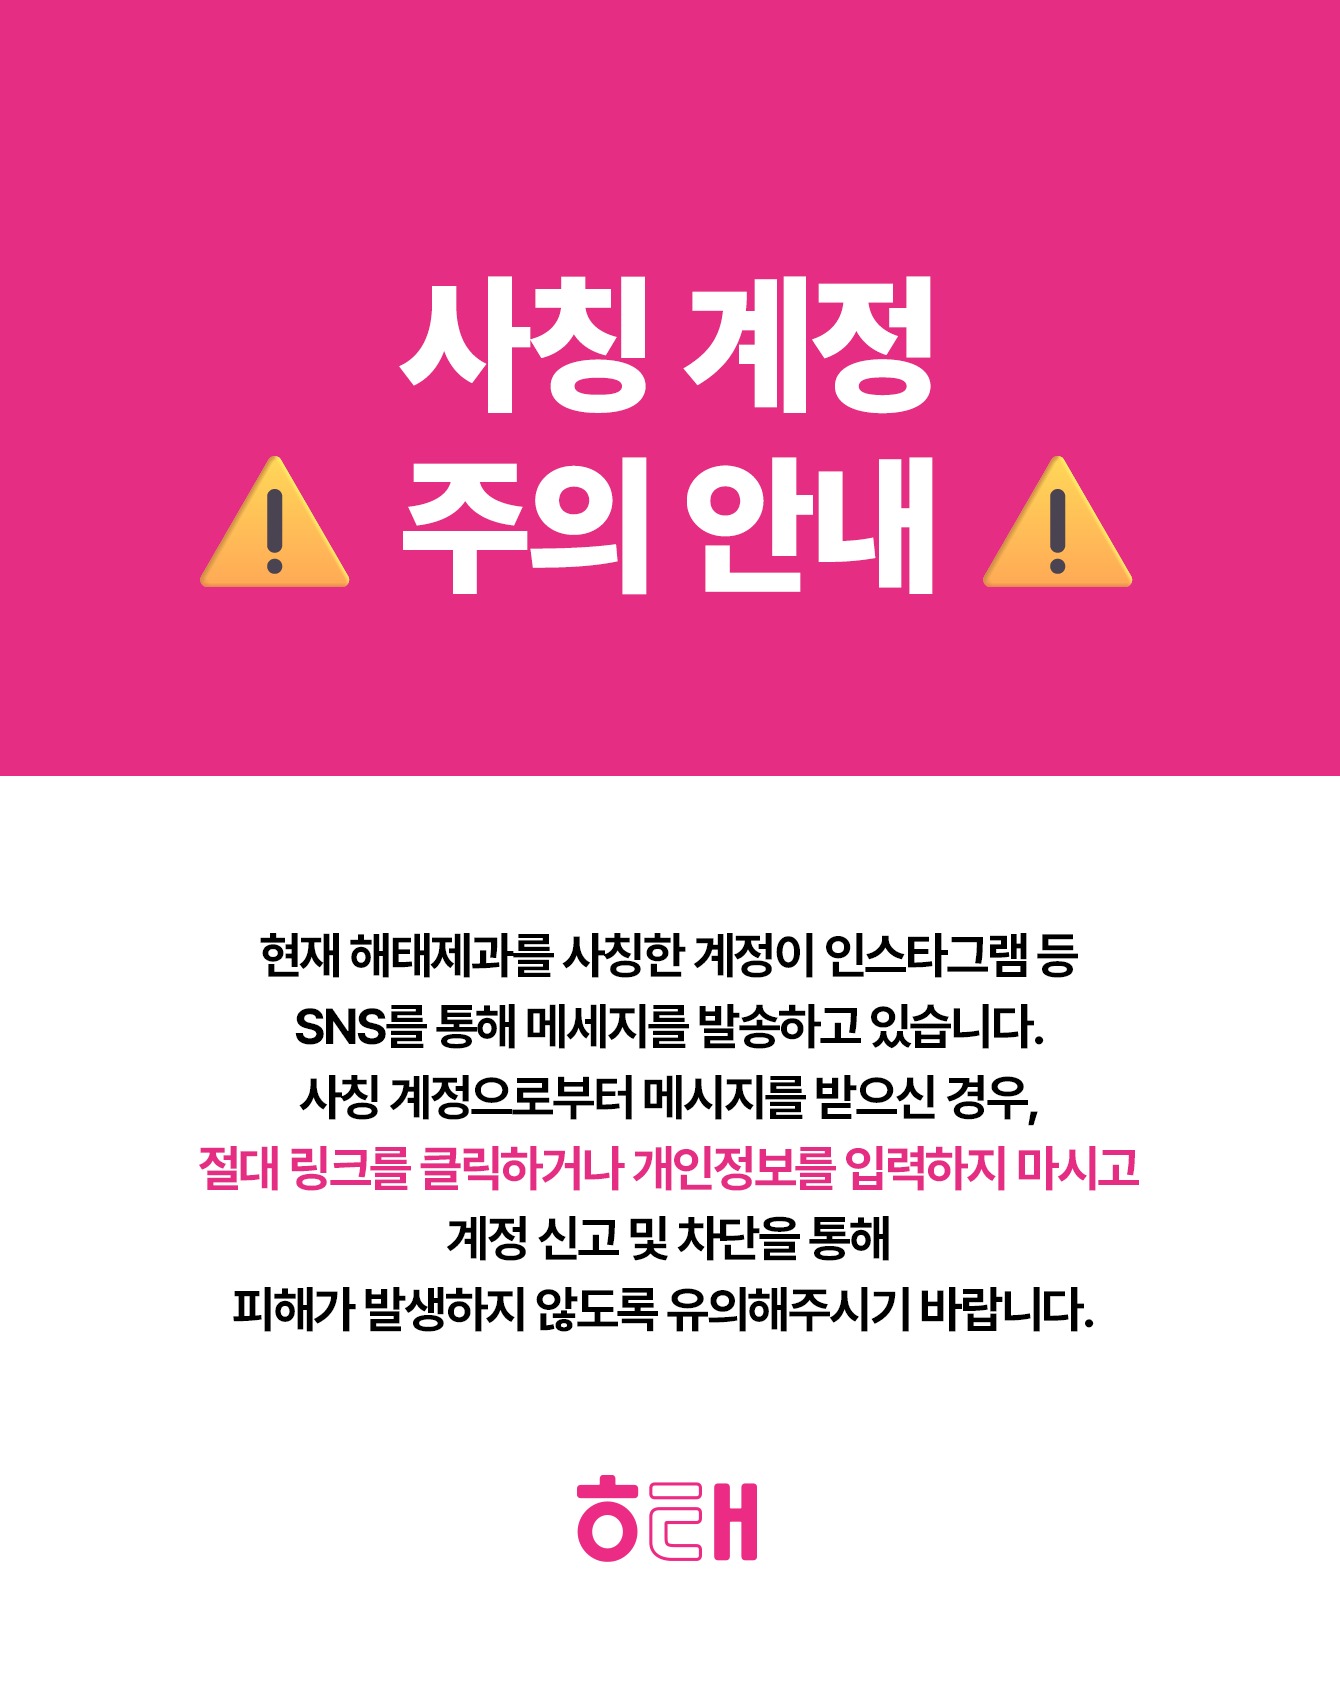 사칭 계정
주의 안내
현재 해태제과를 사칭한 계정이 인스타그램 등
SNS를 통해 메세지를 발송하고 있습니다.
사칭 계정으로부터 메시지를 받으신 경우,
절대 링크를 클릭하거나 개인정보를 입력하지 마시고
계정 신고 및 차단을 통해
피해가 발생하지 않도록 유의해주시기 바랍니다.
해태